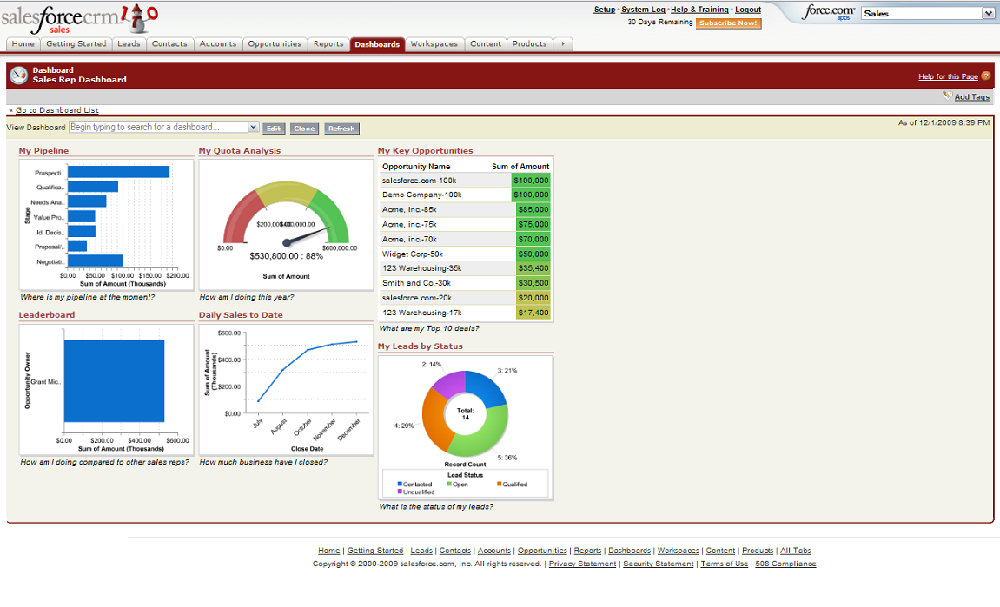 salesforcecrm
sales
Setup · System Log · Help & Training · Logout
30 Days Remaining Subscribe Now!
force.com
apps
Sales
Home Getting Started Leads Contacts Accounts Opportunities Reports Dashboards Workspaces Content Products
Dashboard
Sales Rep Dashboard
Help for this Page ?
Add Tags
« Go to Dashboard List
View Dashboard Begin typing to search for a dashboard... Edit Clone Refresh
As of 12/1/2009 8:39 PM
My Pipeline
Stage
Prospecti..
Qualifica..
Needs Ana..
Value Pro..
Id. Decis..
Proposal/..
Negotiati..
$0.00 $50.00 $100.00 $150.00 $200.00
Sum of Amount (Thousands)
Where is my pipeline at the moment?
My Quota Analysis
$0.00
$600,000.00
$530,800.00 : 88%
Sum of Amount
How am I doing this year?
My Key Opportunities
Opportunity Name Sum of Amount
salesforce.com-100k $100,000
Demo Company-100k $100,000
Acme, inc.-85k $85,000
Acme, inc.-75k $75,000
Acme, inc.-70k $70,000
Widget Corp-50k $50,800
123 Warehousing-35k $35,400
Smith and Co.-30k $30,500
salesforce.com-20k $20,000
123 Warehousing-17k $17,400
What are my Top 10 deals?
Leaderboard
Opportunity Owner
Grant Mic..
$0.00 $200.00 $400.00 $600.00
Sum of Amount (Thousands)
How am I doing compared to other sales reps?
Daily Sales to Date
Sum of Amount
(Thousands)
$600.00
$400.00
$200.00
$0.00
July August October November December
Close Date
How much business have I closed?
My Leads by Status
2: 14%
3: 21%
4: 29%
5: 36%
Total:
14
Record Count
Lead Status
Contacted Open Qualified
Unqualified
What is the status of my leads?
Home | Getting Started | Leads | Contacts | Accounts | Opportunities | Reports | Dashboards | Workspaces | Content | Products | All Tabs
Copyright © 2000-2009 salesforce.com, inc. All rights reserved. | Privacy Statement | Security Statement | Terms of Use | 508 Compliance